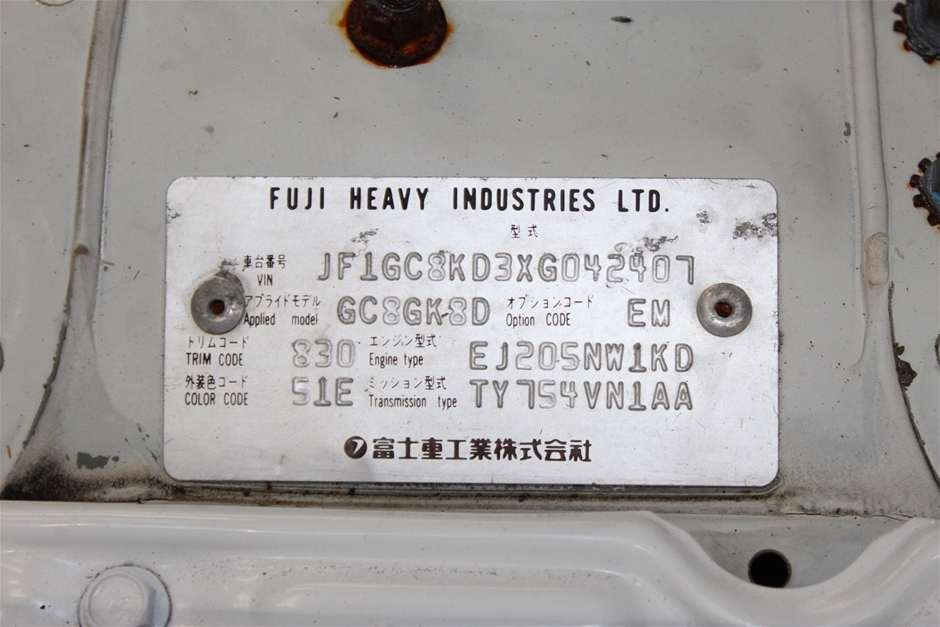 FUJI HEAVY INDUSTRIES LTD.
型式
車台番号
VIN JF1GC8KD3XG042407
アプライドモデル オプションコード
Applied model GC8GK8D Option CODE EM
トリムコード エンジン型式
TRIM CODE 830 Engine type EJ205NW1KD
外装色コード ミッション型式
COLOR CODE 51E Transmission type TY754VN1AA
富士重工業株式会社